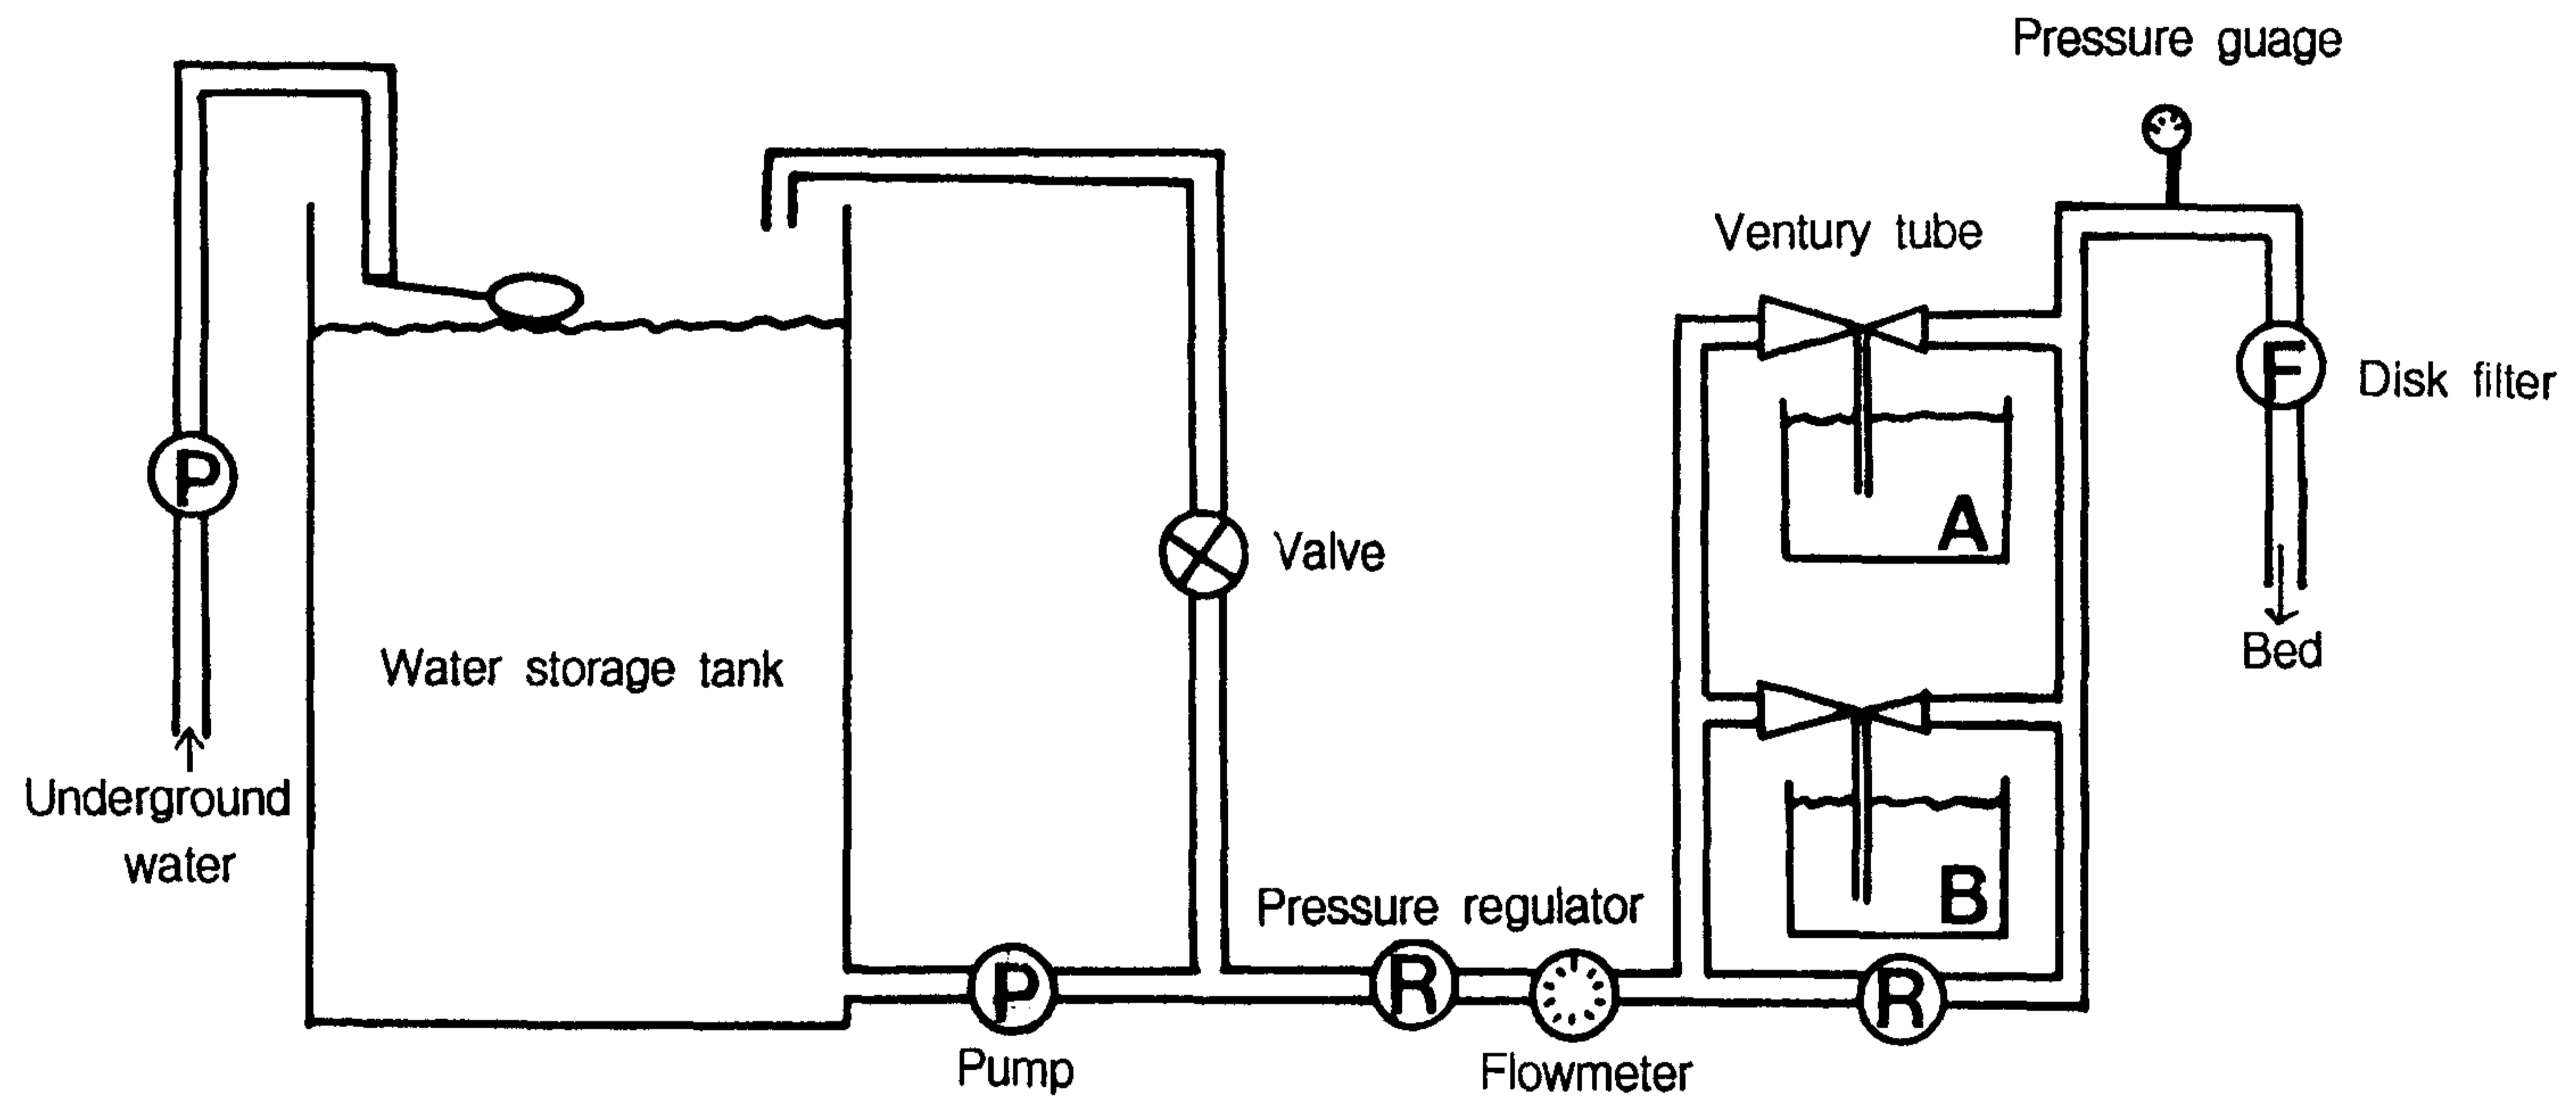 Pressure guage
Ventury tube
P
F
Disk filter
A
Valve
Water storage tank
Bed
Underground
water
B
Pressure regulator
P
R
R
Pump
Flowmeter